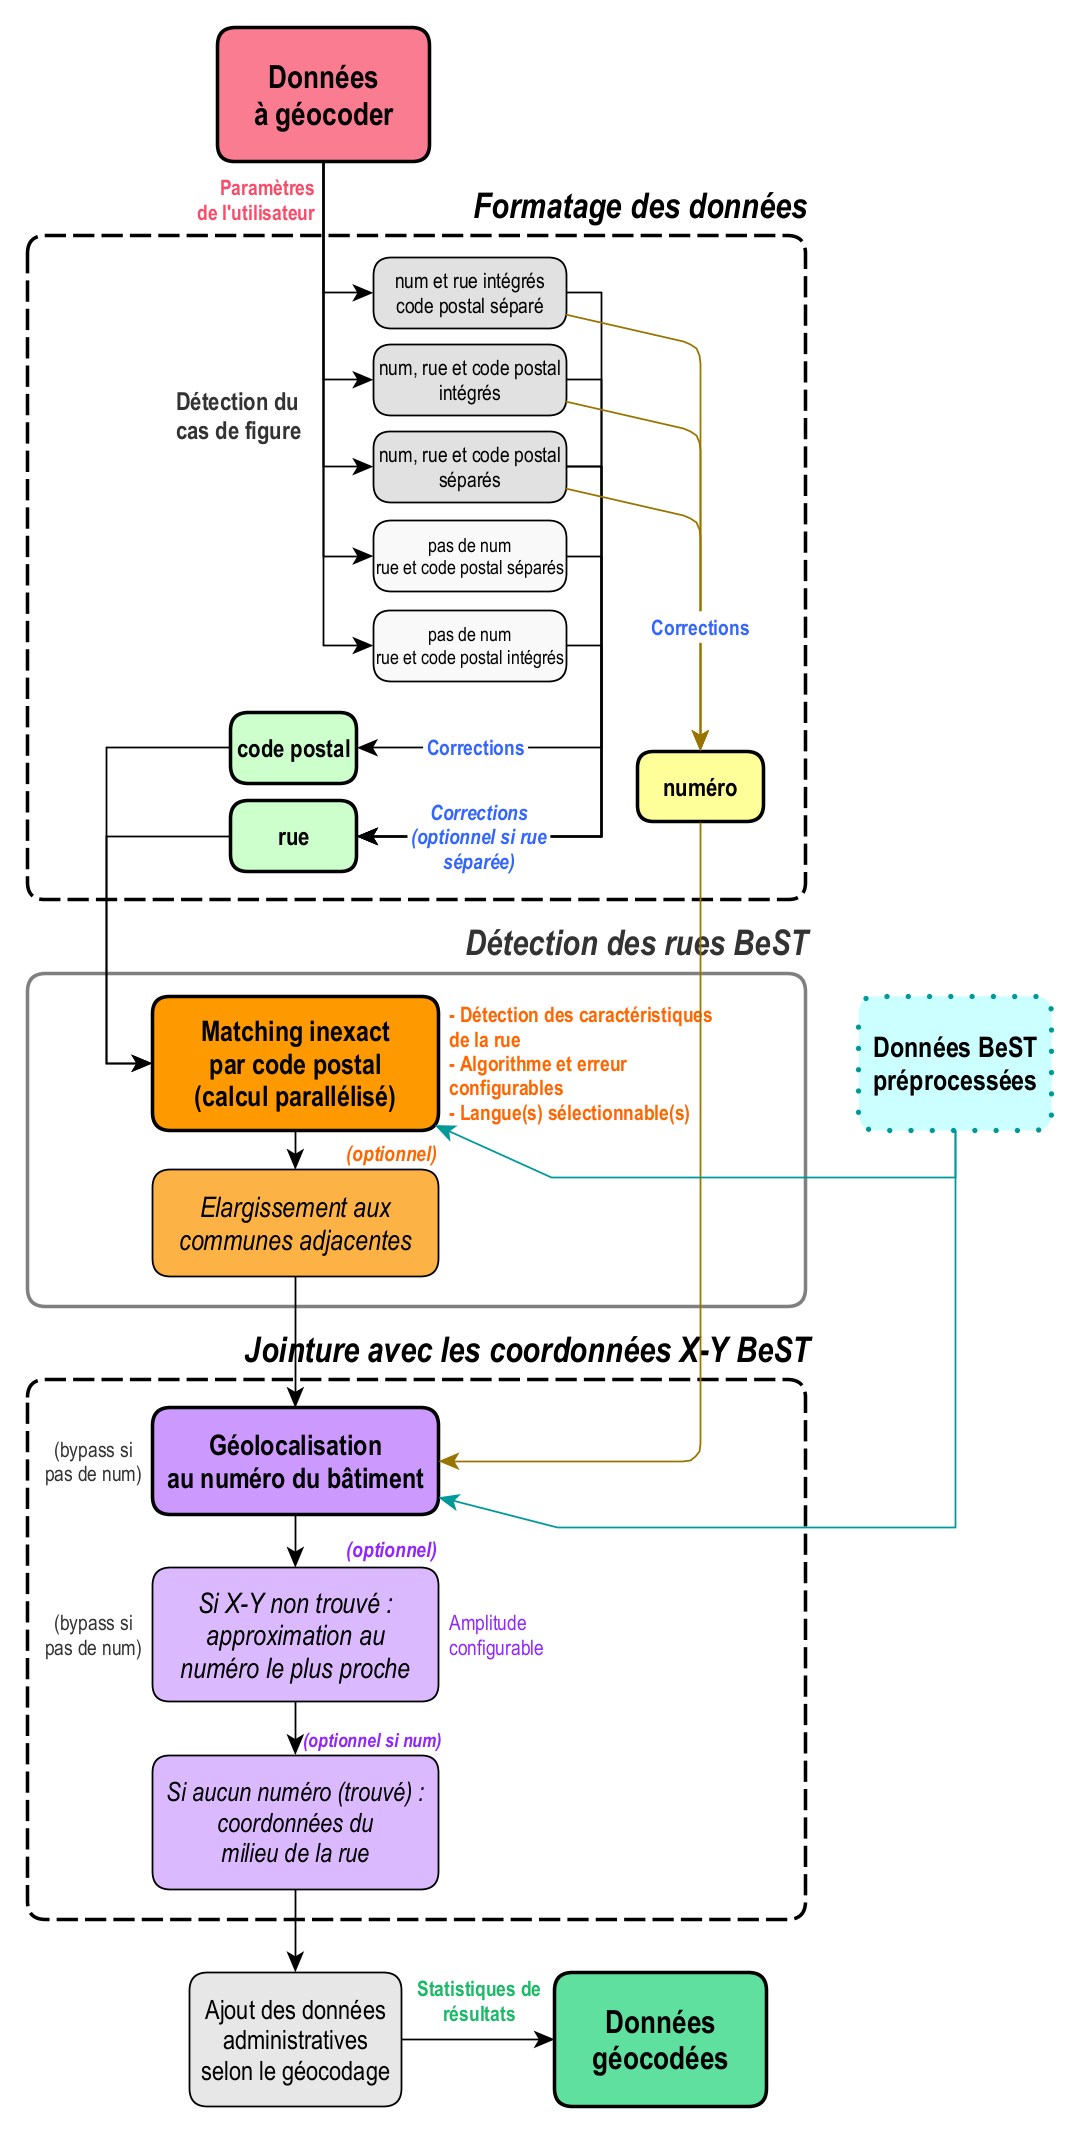 Données
à géocoder
Paramètres
de l'utilisateur
Formatage des données
num et rue intégrés
code postal séparé
num, rue et code postal
intégrés
Détection du
cas de figure
num, rue et code postal
séparés
pas de num
rue et code postal séparés
pas de num
rue et code postal intégrés
Corrections
code postal
Corrections
numéro
rue
Corrections
(optionnel si rue
séparée)
Détection des rues BeST
Matching inexact
par code postal
(calcul parallélisé)
- Détection des caractéristiques
de la rue
- Algorithme et erreur
configurables
- Langue(s) sélectionnable(s)
Données BeST
préprocessées
(optionnel)
Elargissement aux
communes adjacentes
Jointure avec les coordonnées X-Y BeST
(bypass si
pas de num)
Géolocalisation
au numéro du bâtiment
(optionnel)
(bypass si
pas de num)
Si X-Y non trouvé :
approximation au
numéro le plus proche
Amplitude
configurable
(optionnel si num)
Si aucun numéro (trouvé) :
coordonnées du
milieu de la rue
Ajout des données
administratives
selon le géocodage
Statistiques de
résultats
Données
géocodées